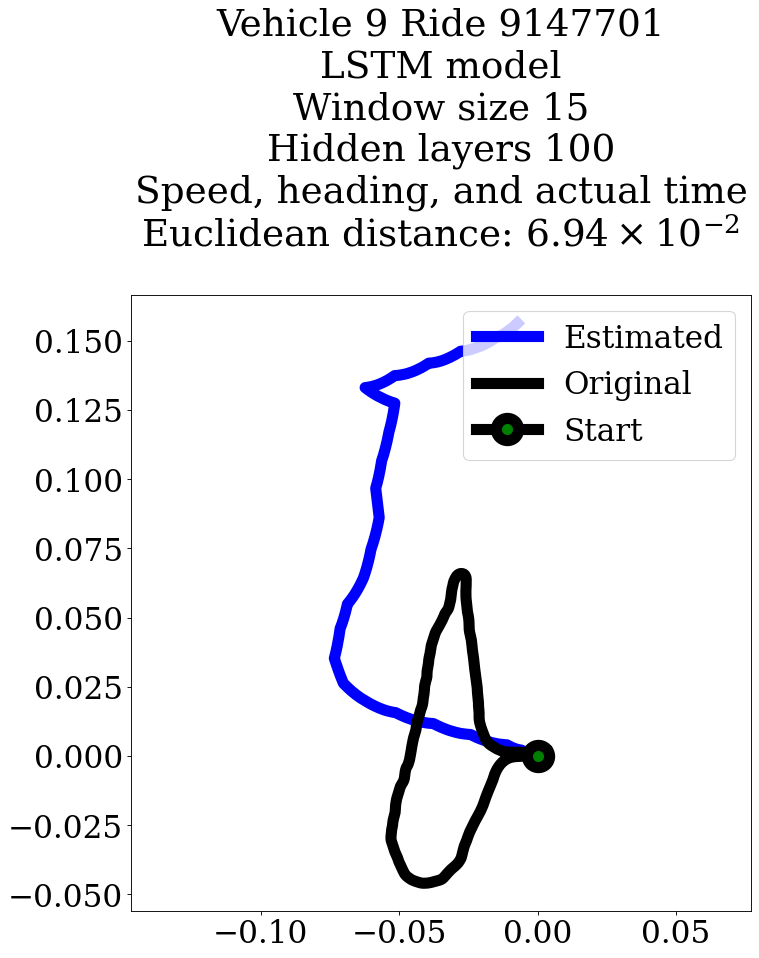 Vehicle 9 Ride 9147701
LSTM model
Window size 15
Hidden layers 100
Speed, heading, and actual time
Euclidean distance: 6.94 × 10⁻²
Estimated
Original
Start
0.150
0.125
0.100
0.075
0.050
0.025
0.000
−0.025
−0.050
−0.10
−0.05
0.00
0.05